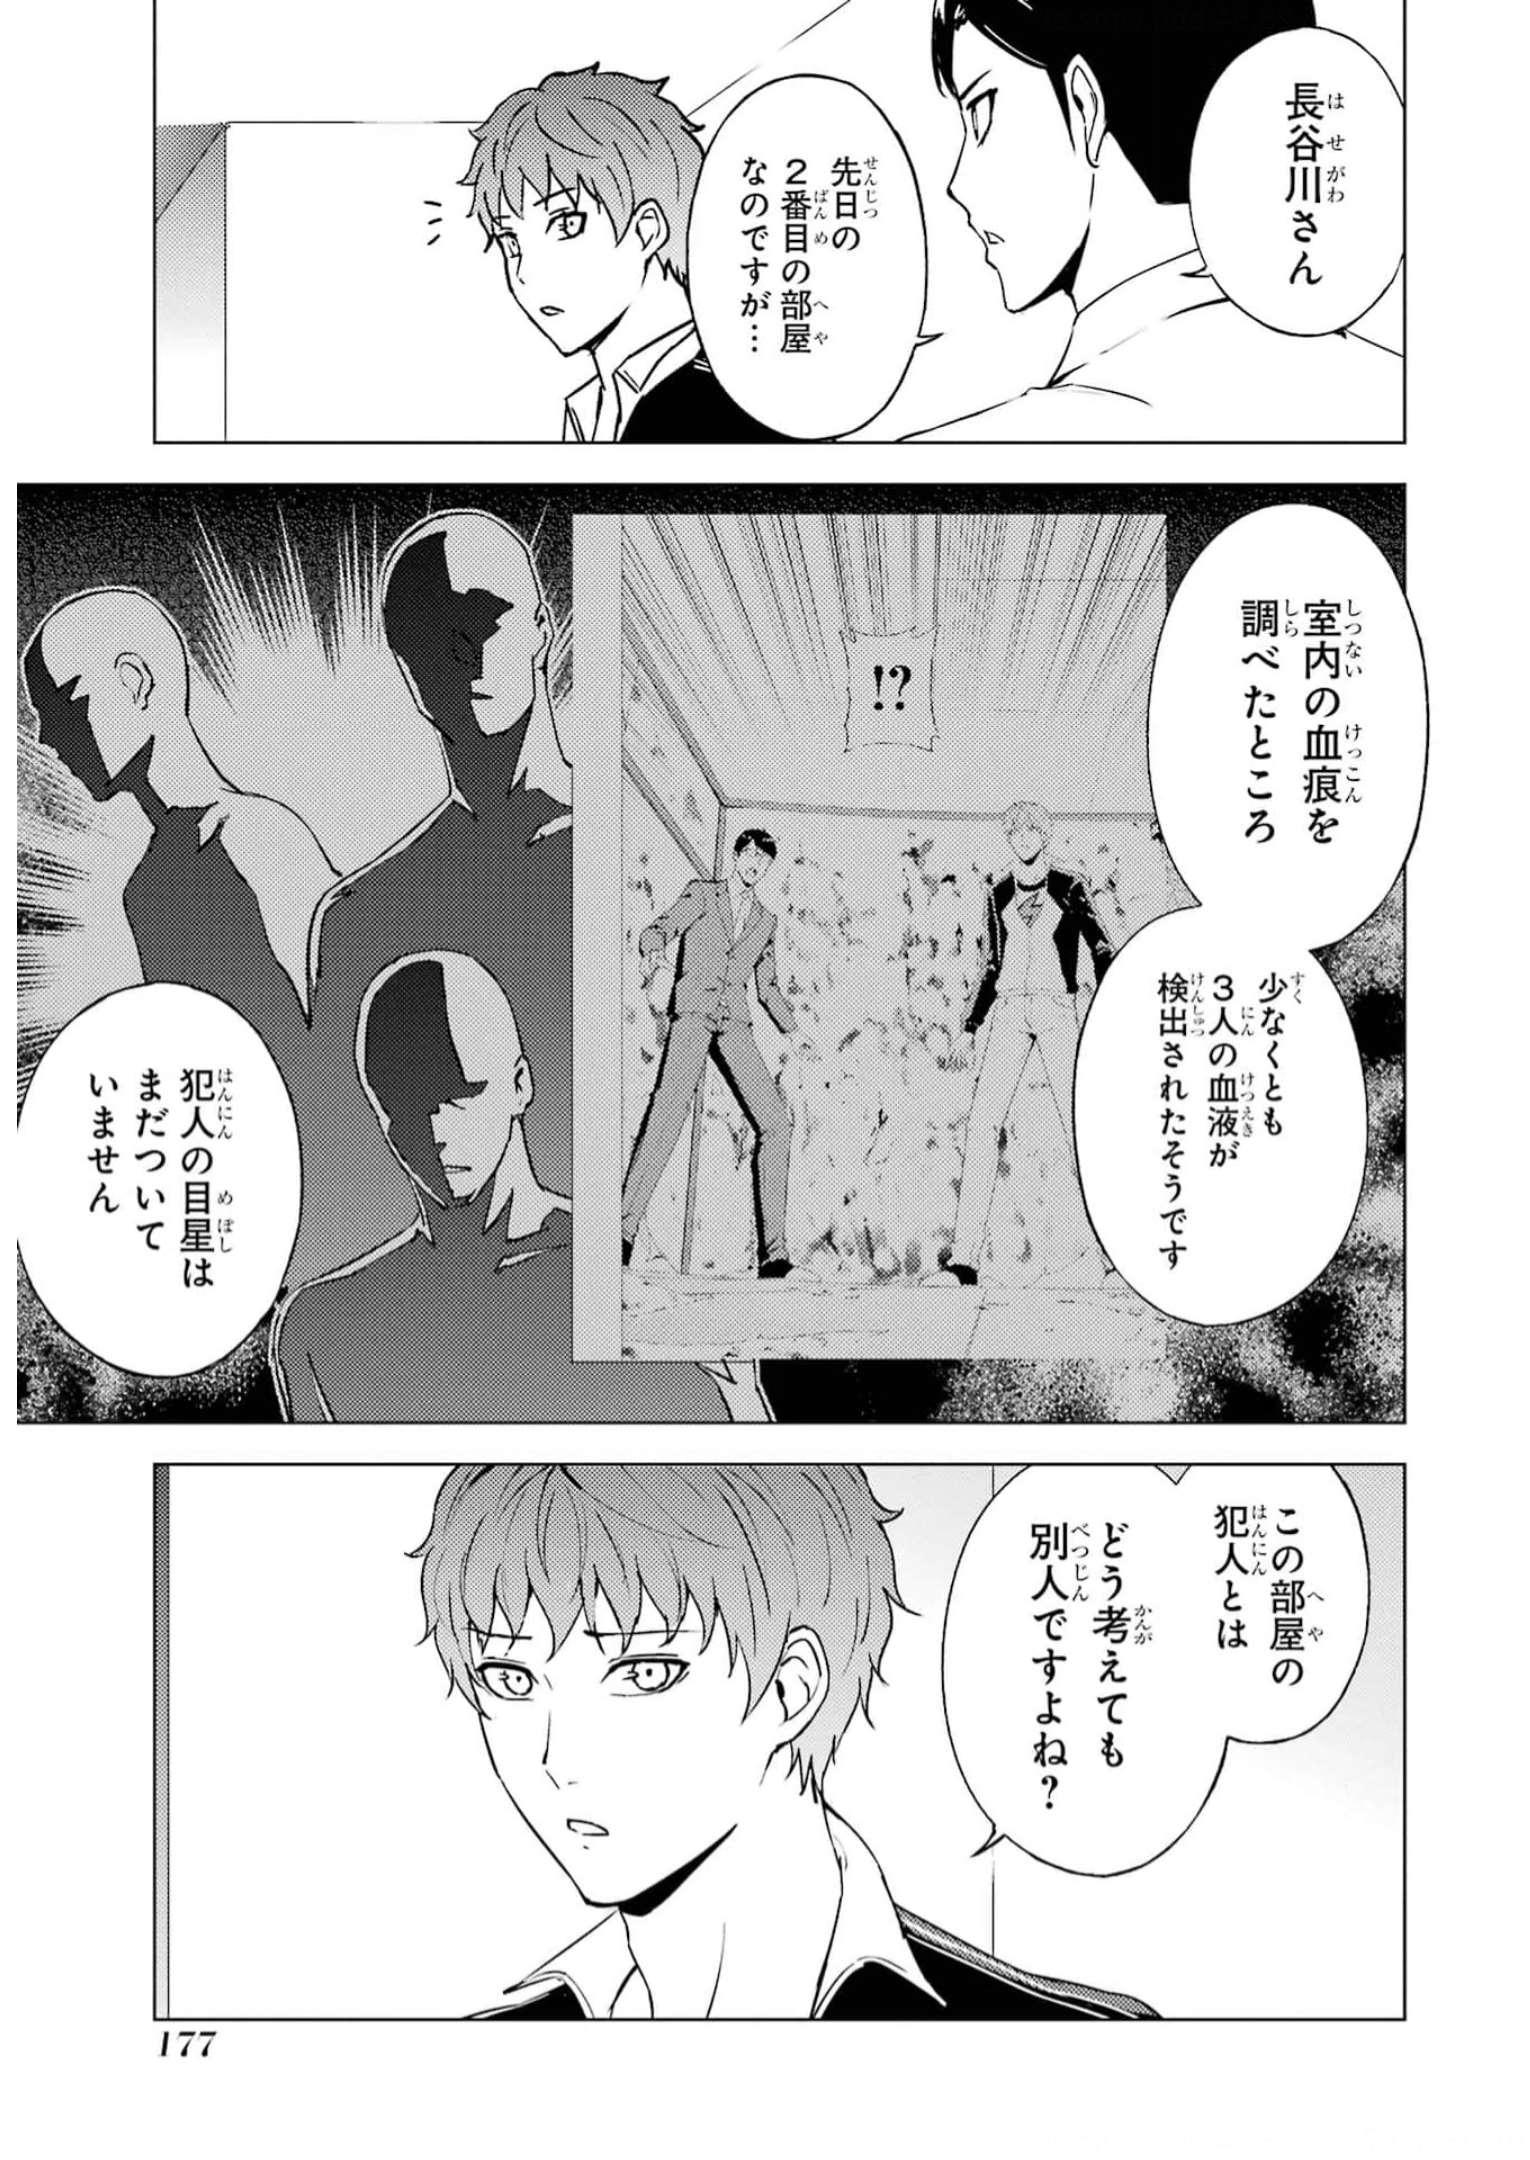 長谷川さん
先日の
2番目の部屋
なのですが…
室内の血痕を
調べたところ
!?
少なくとも
3人の血液が
検出されたそうです
犯人の目星は
まだついて
いません
この部屋の
犯人とは
どう考えても
別人ですよね?
177